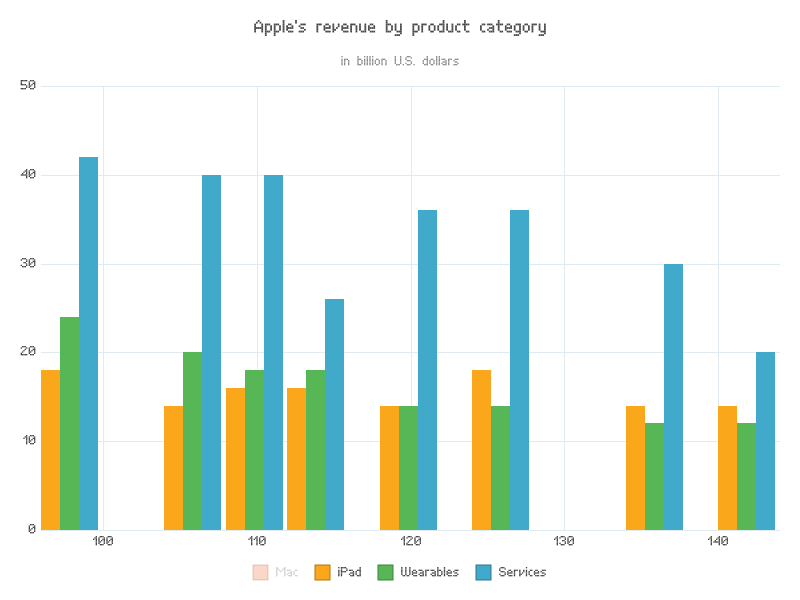 Apple's revenue by product category
in billion U.S. dollars
50
40
30
20
10
0
100 110 120 130 140
Mac iPad Wearables Services